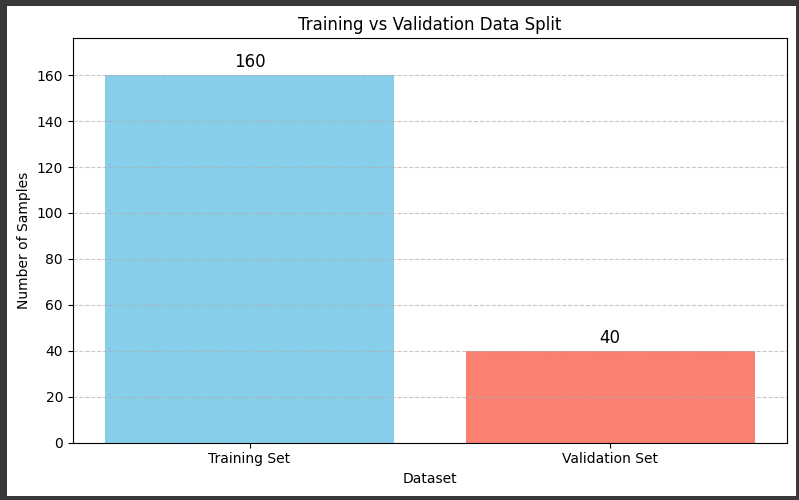 Training vs Validation Data Split
160
40
Number of Samples
160
140
120
100
80
60
40
20
0
Training Set
Validation Set
Dataset